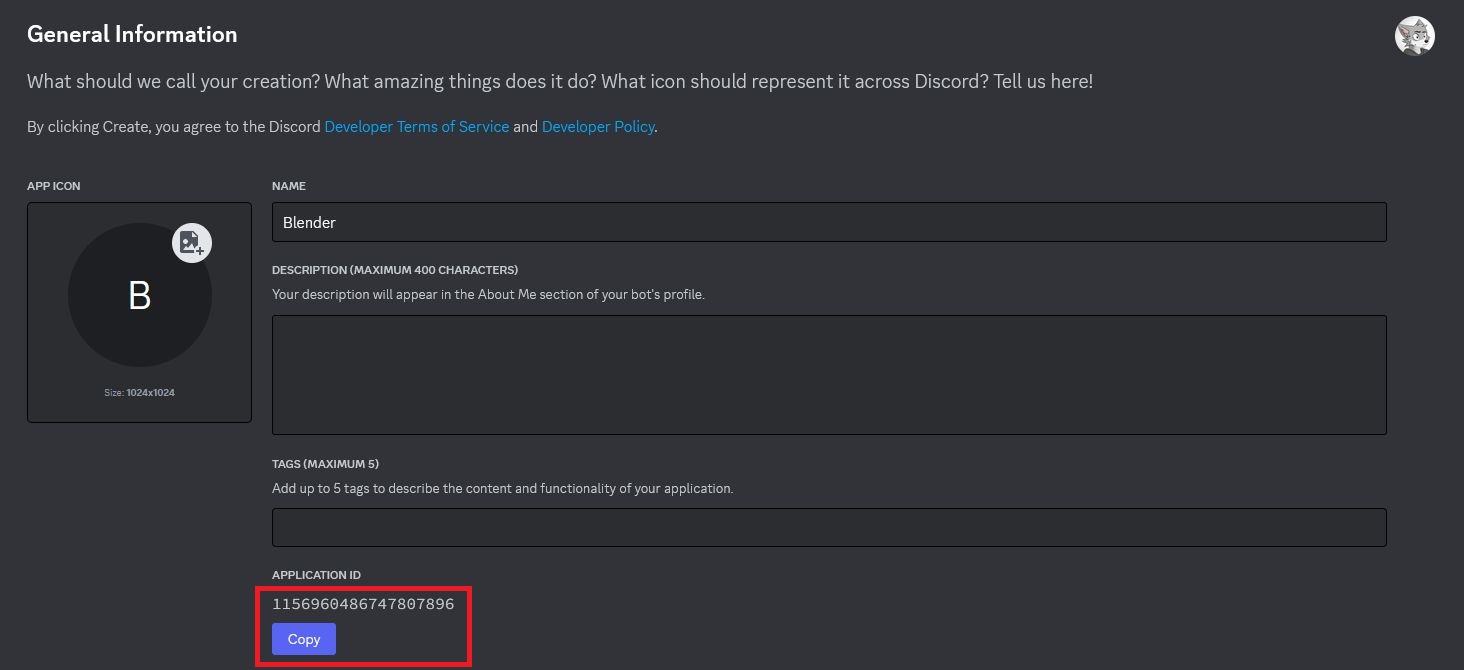 General Information
What should we call your creation? What amazing things does it do? What icon should represent it across Discord? Tell us here!
By clicking Create, you agree to the Discord Developer Terms of Service and Developer Policy.
APP ICON
B
Size: 1024x1024
NAME
Blender
DESCRIPTION (MAXIMUM 400 CHARACTERS)
Your description will appear in the About Me section of your bot's profile.
TAGS (MAXIMUM 5)
Add up to 5 tags to describe the content and functionality of your application.
APPLICATION ID
1156960486747807896
Copy